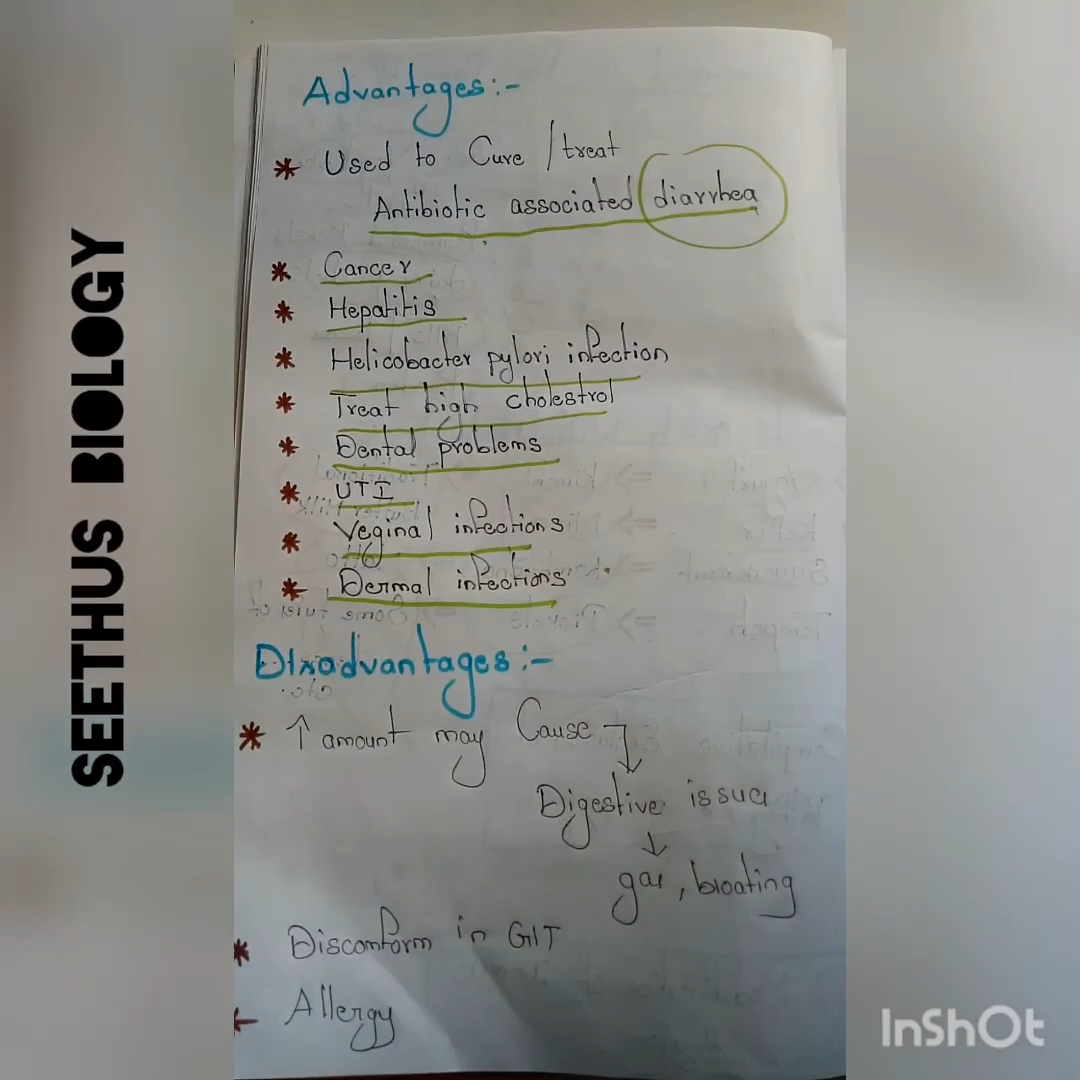 SEETHUS BIOLOGY
Advantages:-
* Used to Cure / treat
Antibiotic associated diarrhea
* Cancer
* Hepatitis
* Helicobacter pylori infection
* Treat high cholestrol
* Dental problems
* UTI
* Veginal infections
* Dermal infections
Disadvantages:-
* ↑ amount may Cause
Digestive issue
↓
gas, bloating
* Discomform in GIT
* Allergy
InShOt